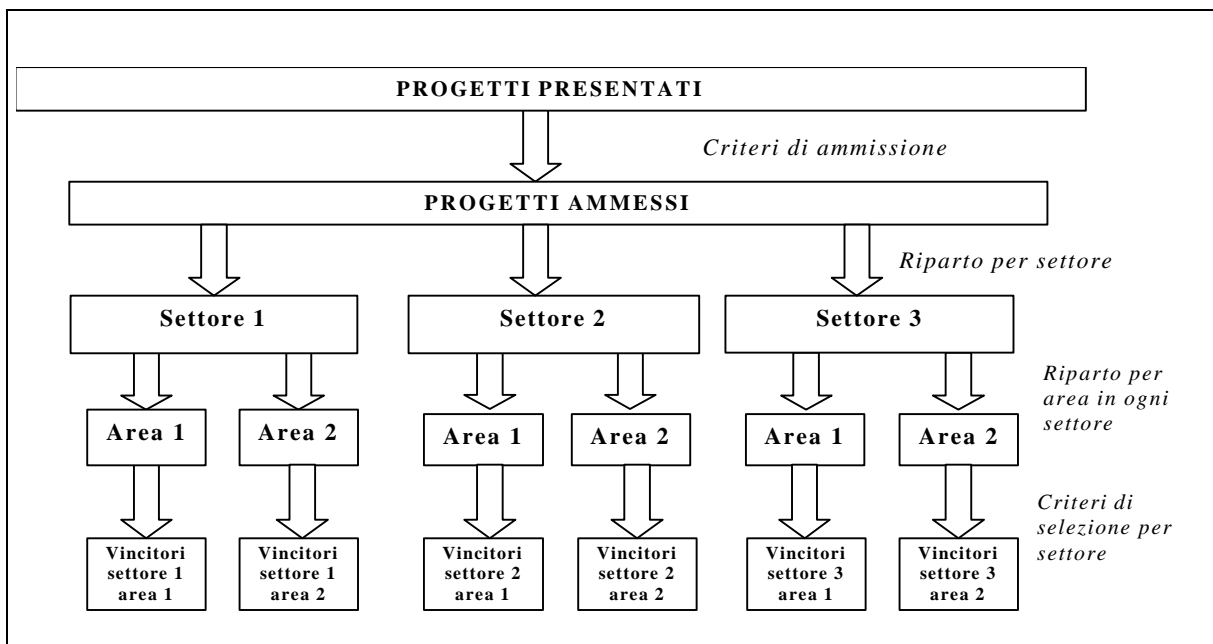 PROGETTI PRESENTATI
Criteri di ammissione
PROGETTI AMMESSI
Riparto per settore
Settore 1
Settore 2
Settore 3
Riparto per
area in ogni
settore
Area 1
Area 2
Area 1
Area 2
Area 1
Area 2
Criteri di
selezione per
settore
Vincitori
settore 1
area 1
Vincitori
settore 1
area 2
Vincitori
settore 2
area 1
Vincitori
settore 2
area 2
Vincitori
settore 3
area 1
Vincitori
settore 3
area 2